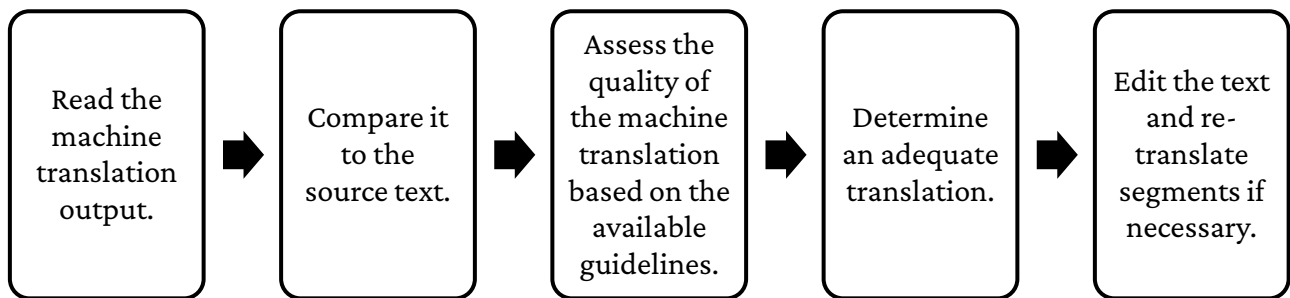 Read the
machine
translation
output.
Compare it
to the
source text.
Assess the
quality of
the machine
translation
based on the
available
guidelines.
Determine
an adequate
translation.
Edit the text
and re-
translate
segments if
necessary.